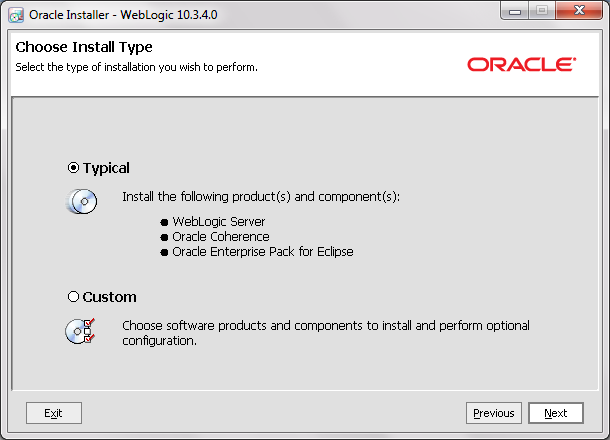 Oracle Installer - WebLogic 10.3.4.0
Choose Install Type
Select the type of installation you wish to perform.
ORACLE
Typical
Install the following product(s) and component(s):
● WebLogic Server
● Oracle Coherence
● Oracle Enterprise Pack for Eclipse
Custom
Choose software products and components to install and perform optional
configuration.
Exit
Previous
Next